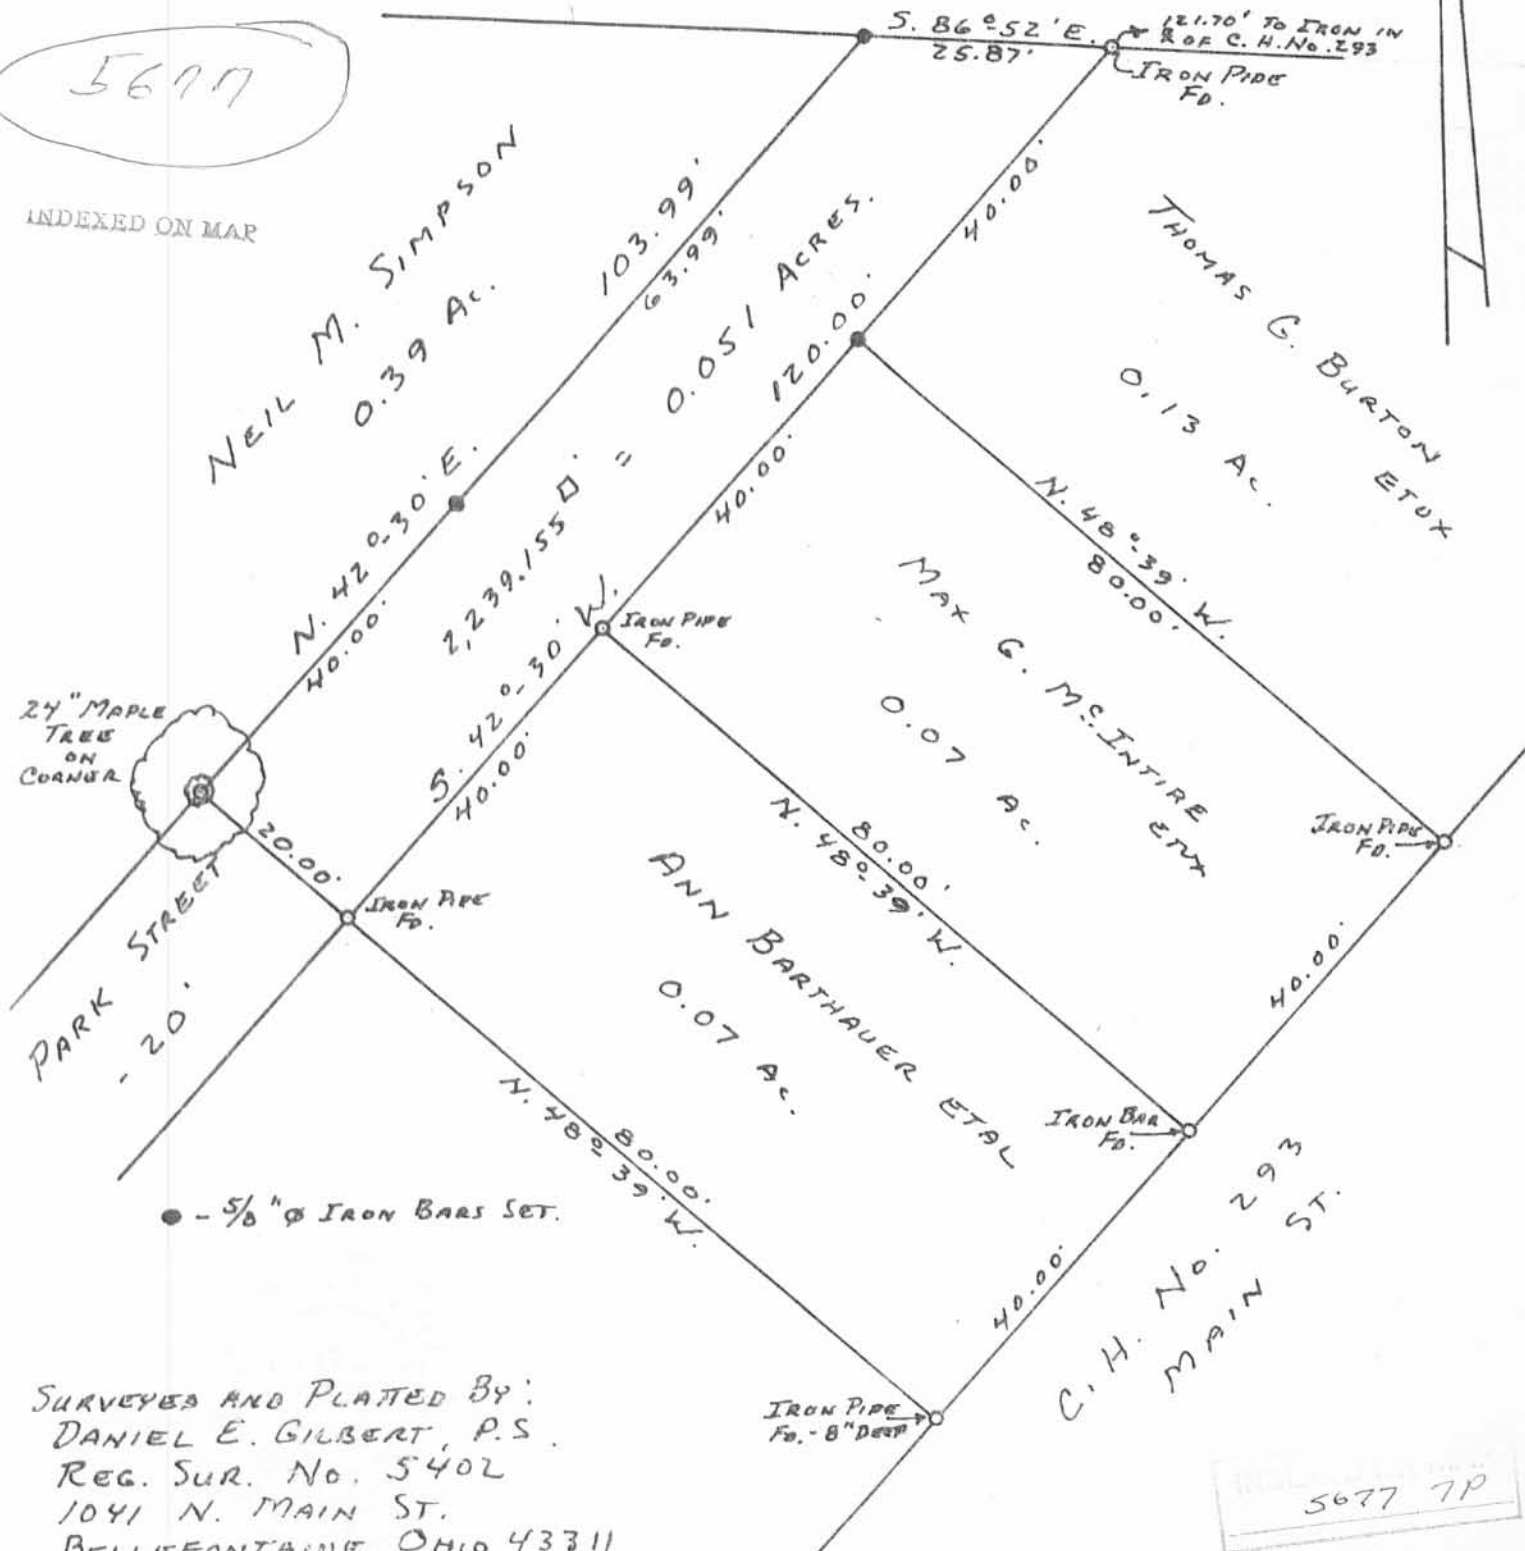 5677
INDEXED ON MAP
S. 86°-52' E.
25.87'
121.70' TO IRON IN
℄ OF C. H. No. 293
IRON PIPE
FD.
NEIL M. SIMPSON
0.39 Ac.
103.99'
63.99'
N. 42°-30' E.
40.00'
2,239.155 □' = 0.051 ACRES.
40.00'
120.00'
40.00'
S. 42°-30' W.
40.00'
THOMAS G. BURTON
ETUX
0.13 Ac.
N. 48°-39' W.
80.00'
IRON PIPE
FD.
MAX G. McINTIRE
ETUX
0.07 Ac.
24" MAPLE
TREE
ON
CORNER
20.00'
IRON PIPE
FD.
PARK STREET
- 20'
80.00'
N. 48°-39' W.
IRON PIPE
FD.
ANN BARTHAUER ETAL
0.07 Ac.
40.00'
IRON BAR
FD.
80.00'
N. 48°-39' W.
● - 5/8" ø IRON BARS SET.
40.00'
C. H. No. 293
MAIN ST.
IRON PIPE
FD. - 8" DEEP
SURVEYED AND PLATTED BY:
DANIEL E. GILBERT, P.S.
REG. SUR. No. 5402
1041 N. MAIN ST.
BELLEFONTAINE OHIO 43311
5677 7P